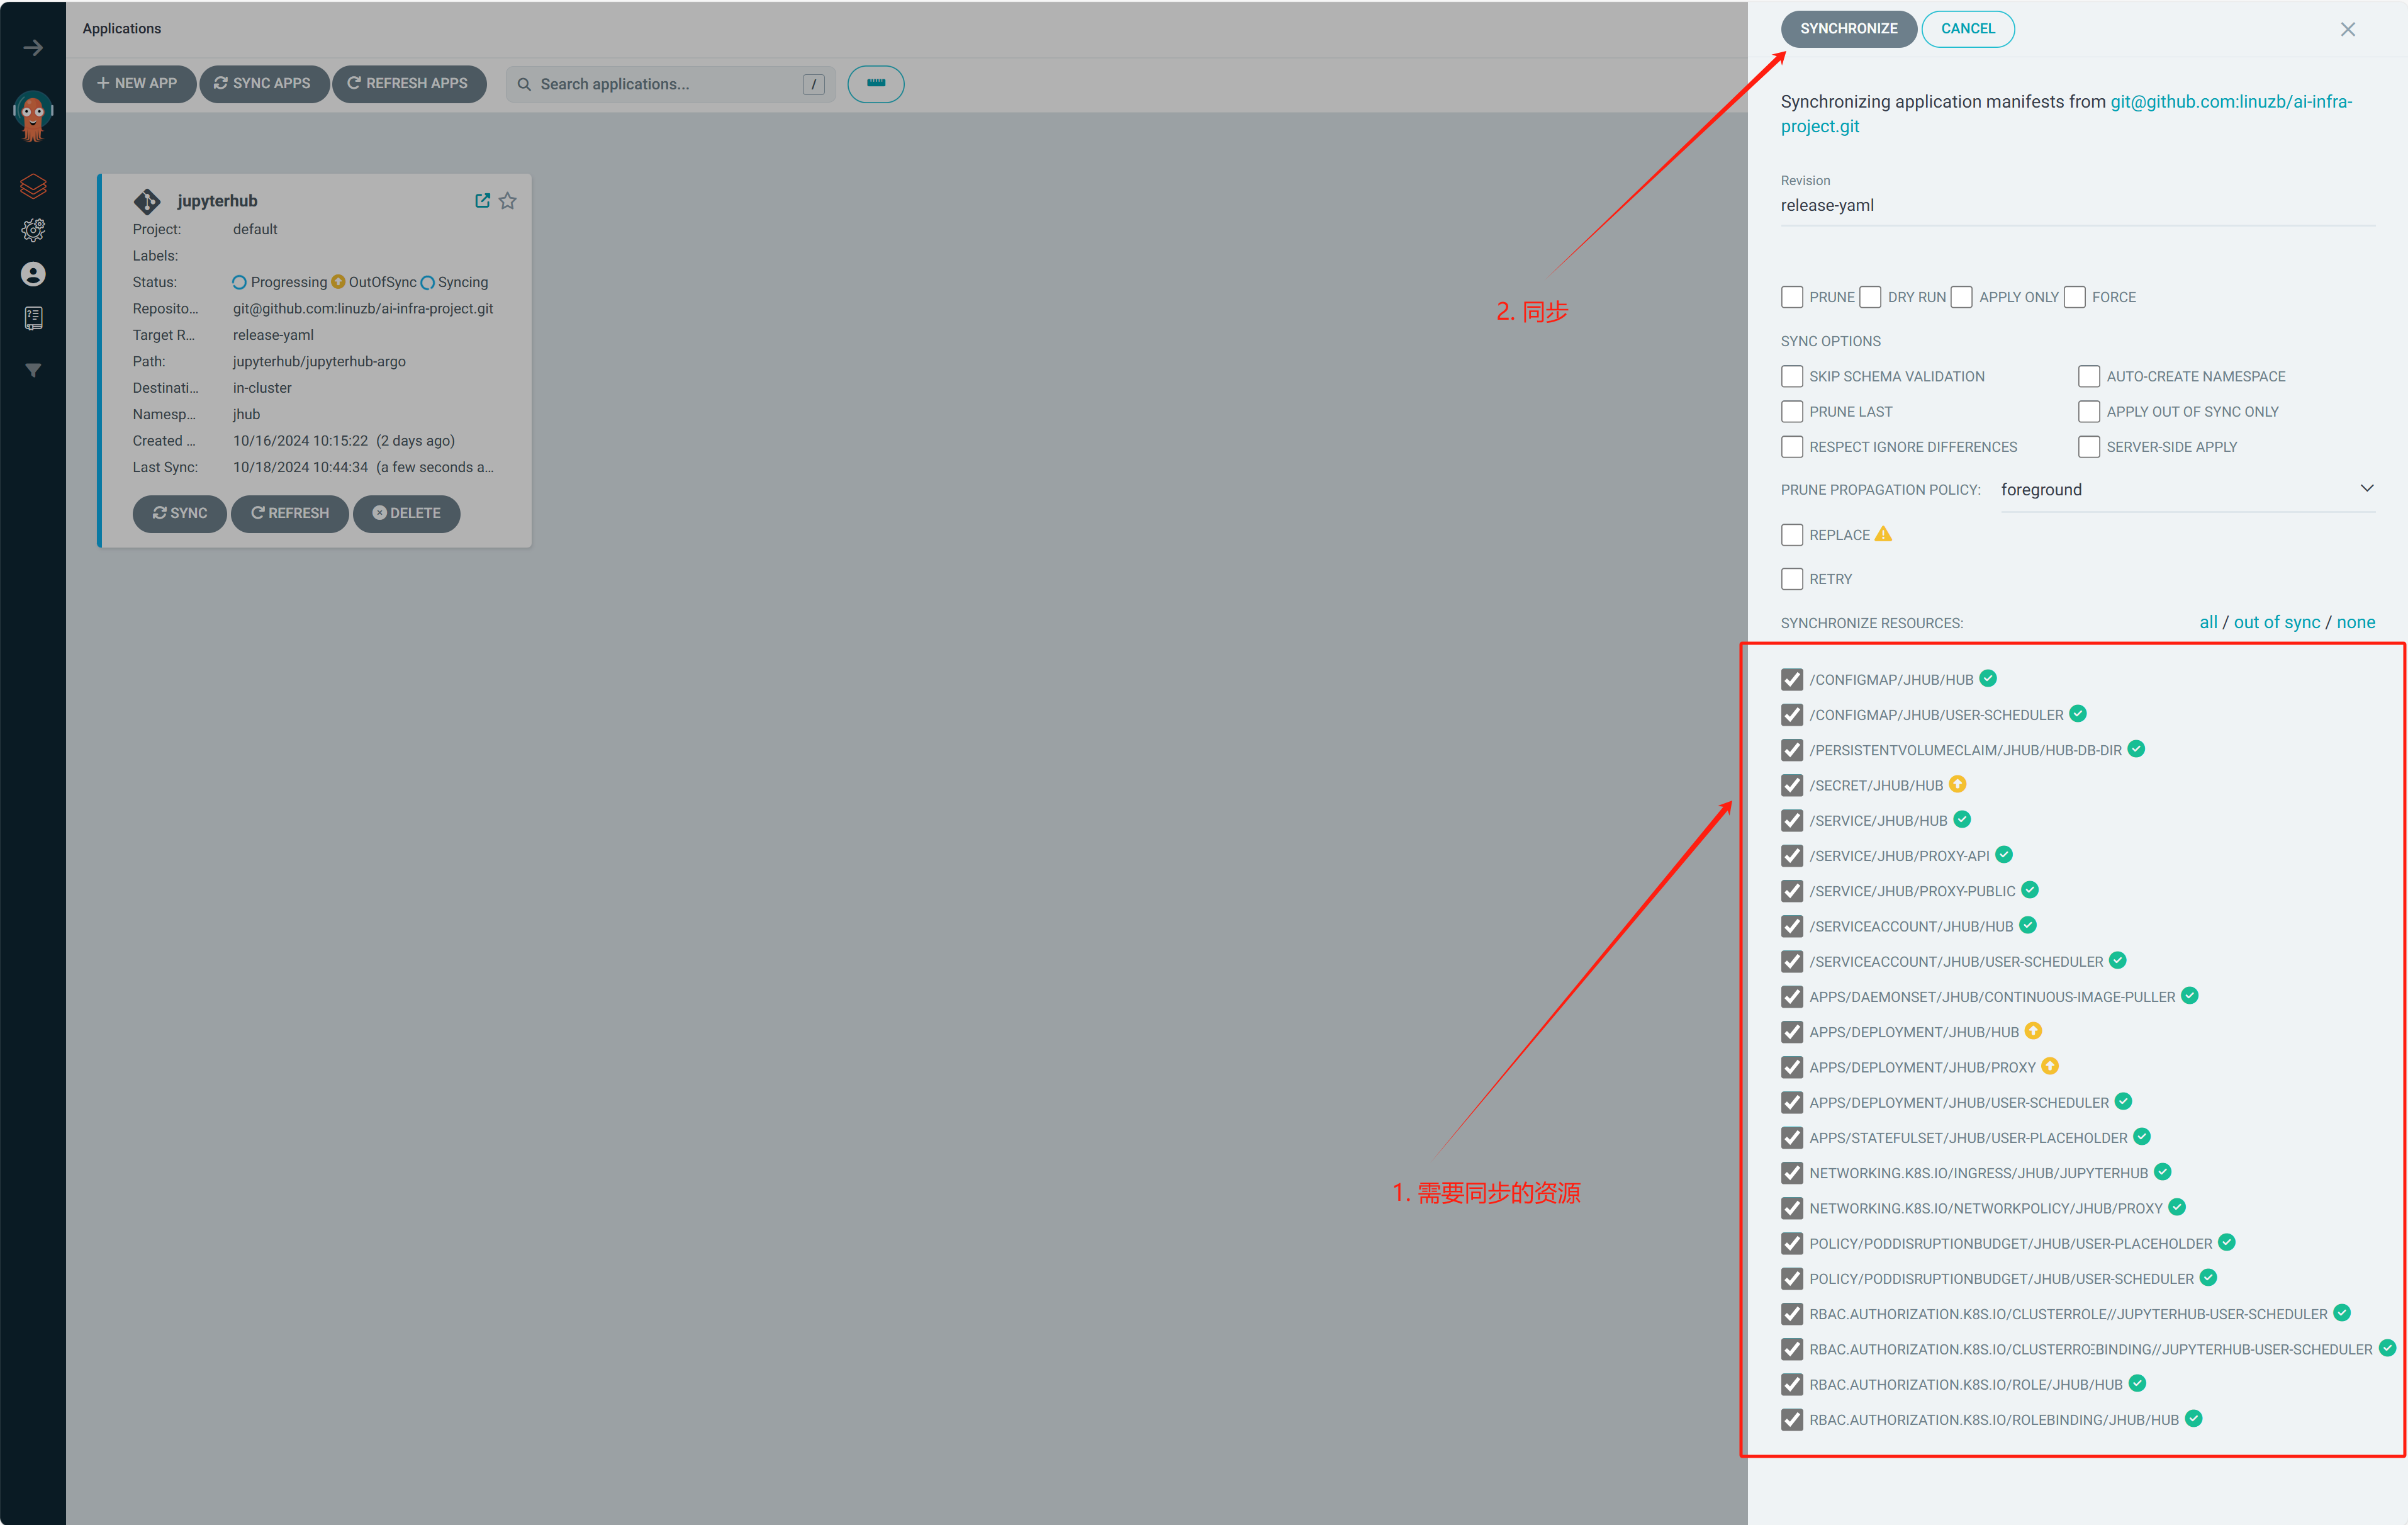 Applications
NEW APP
SYNC APPS
REFRESH APPS
Search applications...
/
jupyterhub
Project: default
Labels:
Status: Progressing OutOfSync Syncing
Reposito... git@github.com:linuzb/ai-infra-project.git
Target R... release-yaml
Path: jupyterhub/jupyterhub-argo
Destinati... in-cluster
Namesp... jhub
Created ... 10/16/2024 10:15:22 (2 days ago)
Last Sync: 10/18/2024 10:44:34 (a few seconds a...
SYNC
REFRESH
DELETE
2. 同步
1. 需要同步的资源
SYNCHRONIZE
CANCEL
Synchronizing application manifests from git@github.com:linuzb/ai-infra-
project.git
Revision
release-yaml
PRUNE DRY RUN APPLY ONLY FORCE
SYNC OPTIONS
SKIP SCHEMA VALIDATION AUTO-CREATE NAMESPACE
PRUNE LAST APPLY OUT OF SYNC ONLY
RESPECT IGNORE DIFFERENCES SERVER-SIDE APPLY
PRUNE PROPAGATION POLICY: foreground
REPLACE
RETRY
SYNCHRONIZE RESOURCES: all / out of sync / none
/CONFIGMAP/JHUB/HUB
/CONFIGMAP/JHUB/USER-SCHEDULER
/PERSISTENTVOLUMECLAIM/JHUB/HUB-DB-DIR
/SECRET/JHUB/HUB
/SERVICE/JHUB/HUB
/SERVICE/JHUB/PROXY-API
/SERVICE/JHUB/PROXY-PUBLIC
/SERVICEACCOUNT/JHUB/HUB
/SERVICEACCOUNT/JHUB/USER-SCHEDULER
APPS/DAEMONSET/JHUB/CONTINUOUS-IMAGE-PULLER
APPS/DEPLOYMENT/JHUB/HUB
APPS/DEPLOYMENT/JHUB/PROXY
APPS/DEPLOYMENT/JHUB/USER-SCHEDULER
APPS/STATEFULSET/JHUB/USER-PLACEHOLDER
NETWORKING.K8S.IO/INGRESS/JHUB/JUPYTERHUB
NETWORKING.K8S.IO/NETWORKPOLICY/JHUB/PROXY
POLICY/PODDISRUPTIONBUDGET/JHUB/USER-PLACEHOLDER
POLICY/PODDISRUPTIONBUDGET/JHUB/USER-SCHEDULER
RBAC.AUTHORIZATION.K8S.IO/CLUSTERROLE//JUPYTERHUB-USER-SCHEDULER
RBAC.AUTHORIZATION.K8S.IO/CLUSTERROEBINDING//JUPYTERHUB-USER-SCHEDULER
RBAC.AUTHORIZATION.K8S.IO/ROLE/JHUB/HUB
RBAC.AUTHORIZATION.K8S.IO/ROLEBINDING/JHUB/HUB